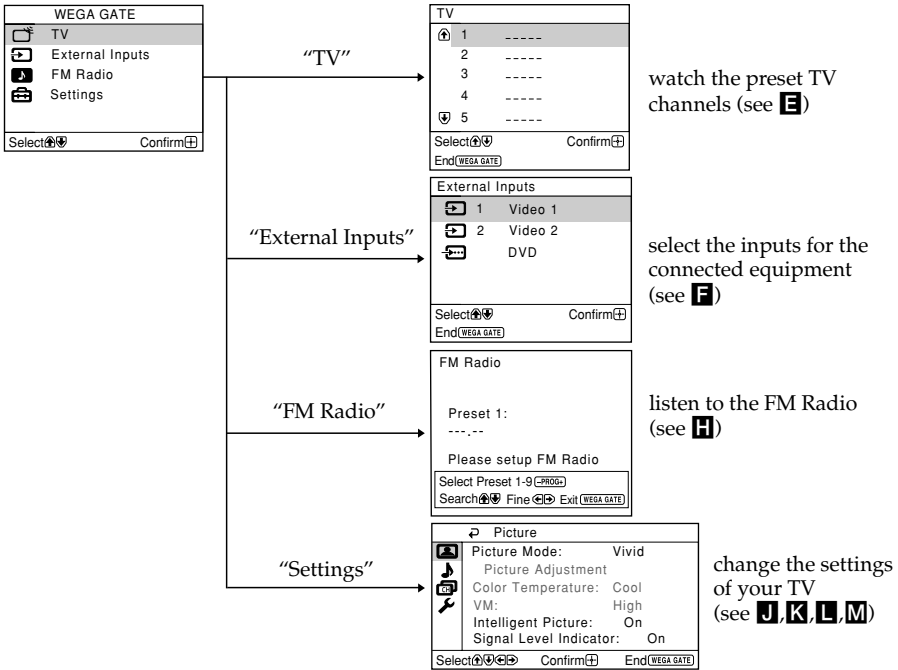 WEGA GATE
TV
External Inputs
FM Radio
Settings
Select Confirm
"TV"
TV
1 -----
2 -----
3 -----
4 -----
5 -----
Select Confirm
End WEGA GATE
watch the preset TV
channels (see E)
"External Inputs"
External Inputs
1 Video 1
2 Video 2
DVD
Select Confirm
End WEGA GATE
select the inputs for the
connected equipment
(see F)
"FM Radio"
FM Radio
Preset 1:
---.--
Please setup FM Radio
Select Preset 1-9 -PROG+
Search Fine Exit WEGA GATE
listen to the FM Radio
(see H)
"Settings"
Picture
Picture Mode: Vivid
Picture Adjustment
Color Temperature: Cool
VM: High
Intelligent Picture: On
Signal Level Indicator: On
CH
Select Confirm End WEGA GATE
change the settings
of your TV
(see J,K,L,M)